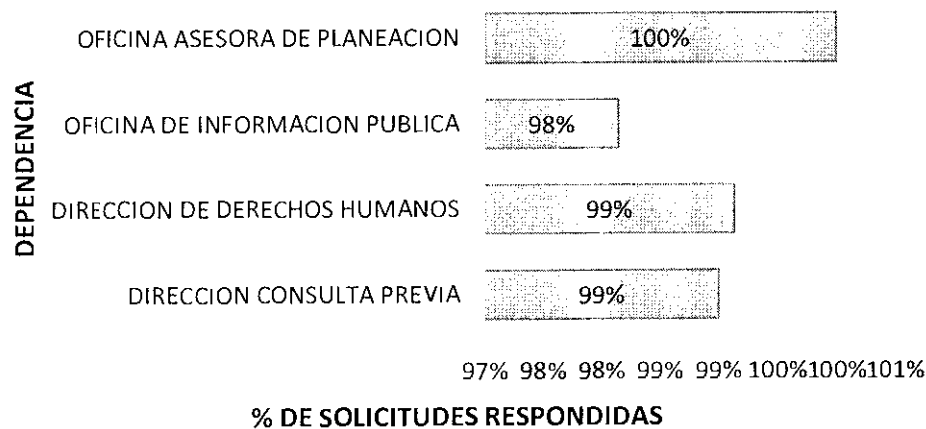 OFICINA ASESORA DE PLANEACION 100%
OFICINA DE INFORMACION PUBLICA 98%
DIRECCION DE DERECHOS HUMANOS 99%
DIRECCION CONSULTA PREVIA 99%
DEPENDENCIA
97% 98% 98% 99% 99% 100% 100% 101%
% DE SOLICITUDES RESPONDIDAS